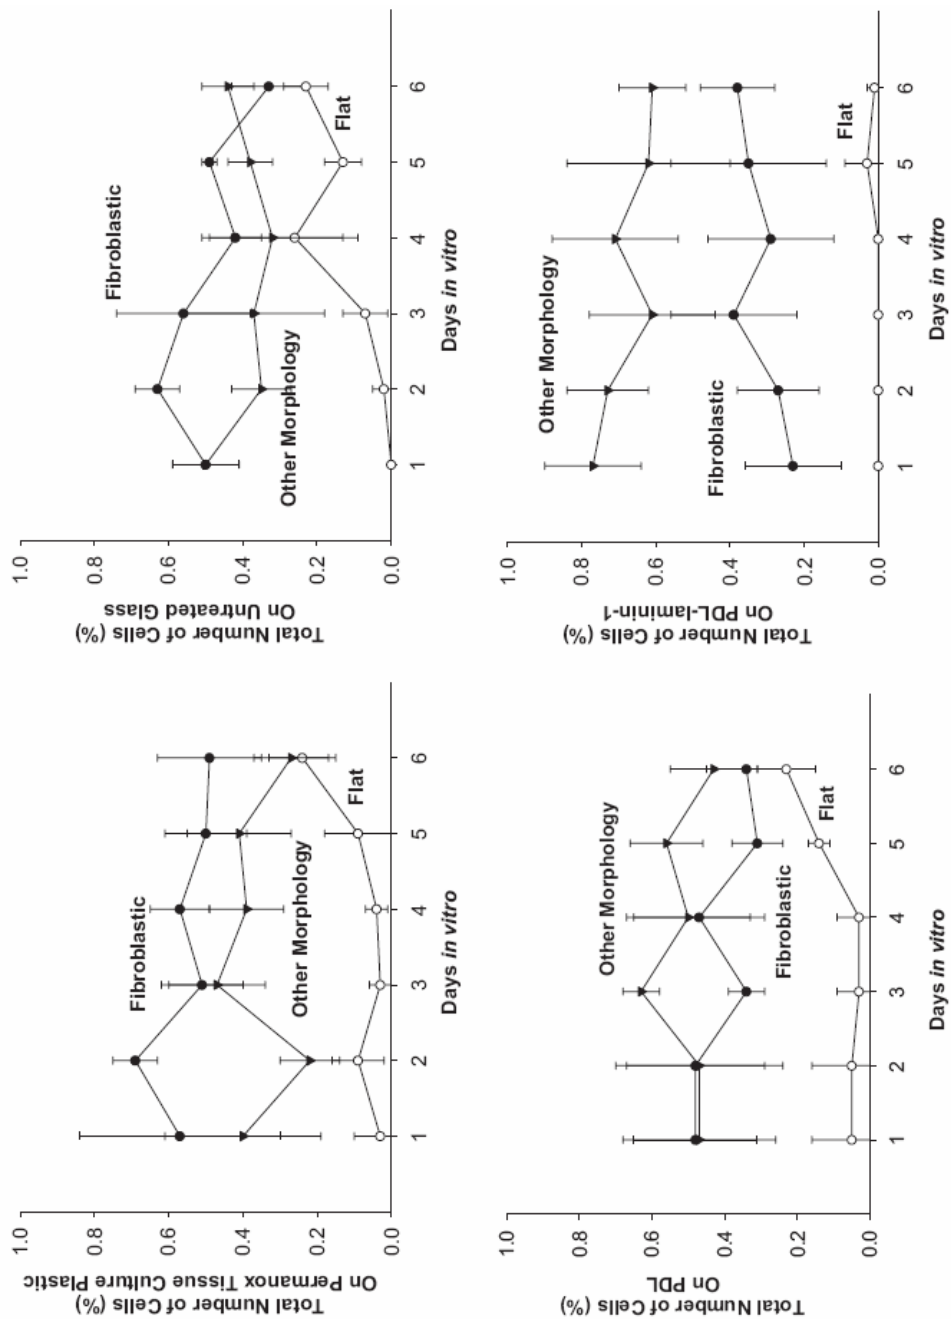 Total Number of Cells (%)
On Permanox Tissue Culture Plastic
1.0
0.8
0.6
0.4
0.2
0.0
Fibroblastic
Other Morphology
Flat
1 2 3 4 5 6
Days in vitro
Total Number of Cells (%)
On Untreated Glass
1.0
0.8
0.6
0.4
0.2
0.0
Fibroblastic
Other Morphology
Flat
1 2 3 4 5 6
Days in vitro
Total Number of Cells (%)
On PDL
1.0
0.8
0.6
0.4
0.2
0.0
Other Morphology
Fibroblastic
Flat
1 2 3 4 5 6
Days in vitro
Total Number of Cells (%)
On PDL-laminin-1
1.0
0.8
0.6
0.4
0.2
0.0
Other Morphology
Fibroblastic
Flat
1 2 3 4 5 6
Days in vitro